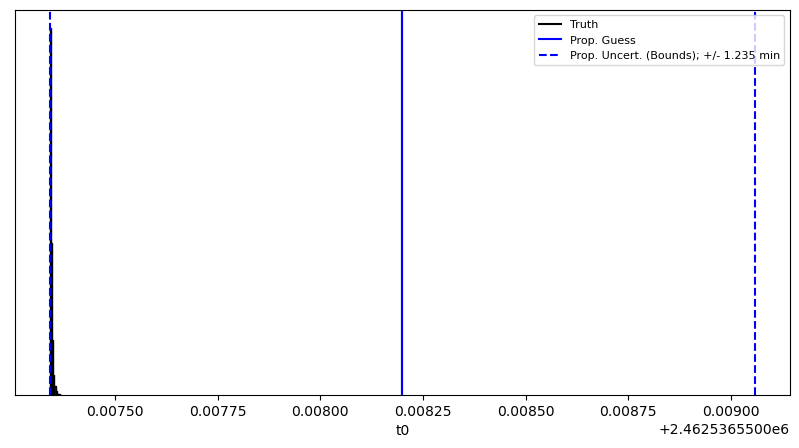 Truth
Prop. Guess
Prop. Uncert. (Bounds); +/- 1.235 min
0.00750 0.00775 0.00800 0.00825 0.00850 0.00875 0.00900
t0
+2.4625365500e6